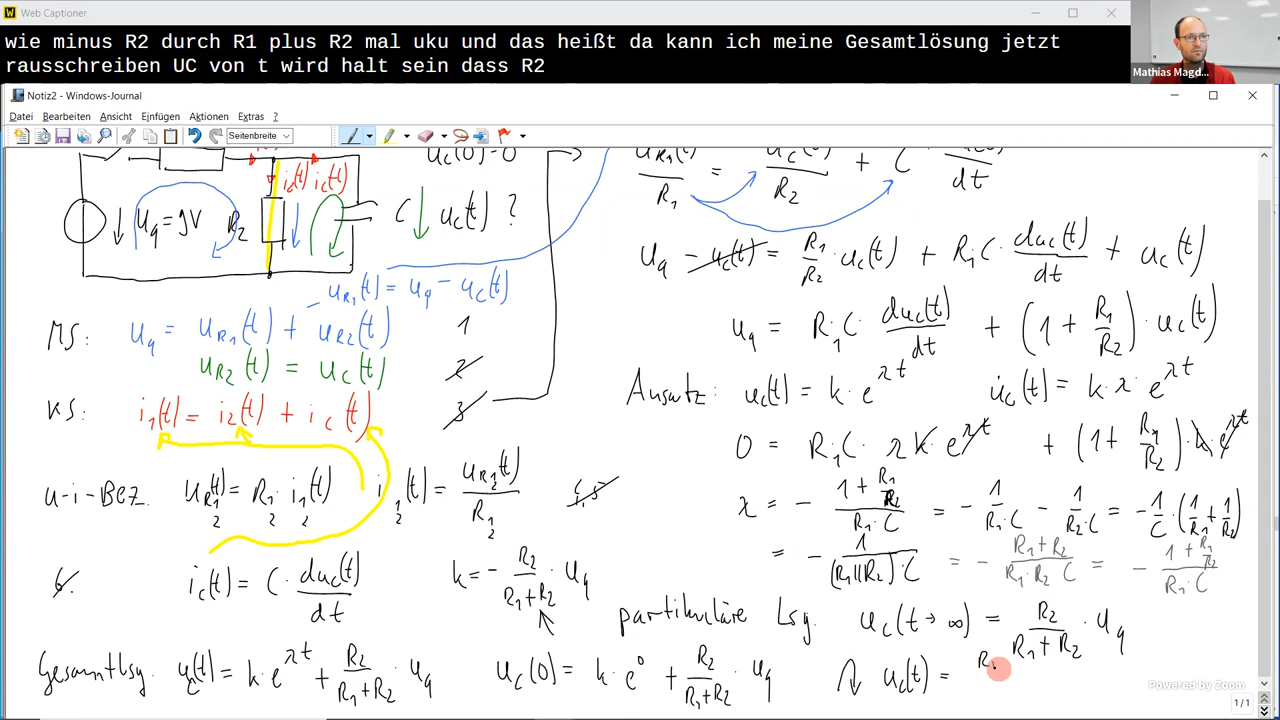 Web Captioner
wie minus R2 durch R1 plus R2 mal uku und das heißt da kann ich meine Gesamtlösung jetzt
rausschreiben UC von t wird halt sein dass R2
Mathias Magd...
Notiz2 - Windows-Journal
Datei Bearbeiten Ansicht Einfügen Aktionen Extras ?
Seitenbreite
u_C(0)=0
u_R1(t)/R_1 = u_C(t)/R_2 + C · /dt
U_q = 9V R_2 i_2(t) i_C(t) C u_C(t) ?
U_q - u_C(t) = R_1/R_2 · u_C(t) + R_1 C · du_C(t)/dt + u_C(t)
u_R1(t) = U_q - u_C(t)
MS: U_q = u_R1(t) + u_R2(t) 1
u_R2(t) = u_C(t) 2
KS: i_1(t) = i_2(t) + i_C(t) 3
U_q = R_1 C · du_C(t)/dt + (1 + R_1/R_2) · u_C(t)
Ansatz: u_C(t) = k · e^λt u̇_C(t) = k · λ · e^λt
0 = R_1 C · λ k · e^λt + (1 + R_1/R_2) · k · e^λt
u-i-Bez. 4,5
λ = - (1 + R_1/R_2)/(R_1 · C) = - 1/(R_1 · C) - 1/(R_2 · C) = - 1/C · (1/R_1 + 1/R_2)
= - 1/((R_1||R_2) · C) = - (R_1+R_2)/(R_1 · R_2 C) = - (1 + R_1/R_2)/(R_1 · C)
6. i_C(t) = C · du_C(t)/dt k = - R_2/(R_1+R_2) · U_q
partikuläre Lsg. u_C(t→∞) = R_2/(R_1+R_2) · U_q
Gesamtlsg. u_C(t) = k · e^λt + R_2/(R_1+R_2) · U_q u_C(0) = k · e^0 + R_2/(R_1+R_2) · U_q u_C(t) =
Powered by Zoom
1/1